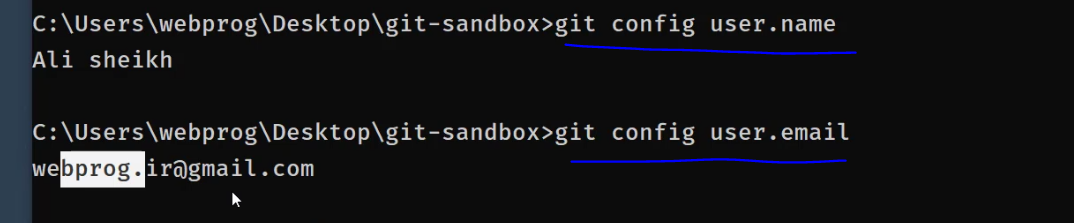 C:\Users\webprog\Desktop\git-sandbox>git config user.name
Ali sheikh
C:\Users\webprog\Desktop\git-sandbox>git config user.email
webprog.ir@gmail.com